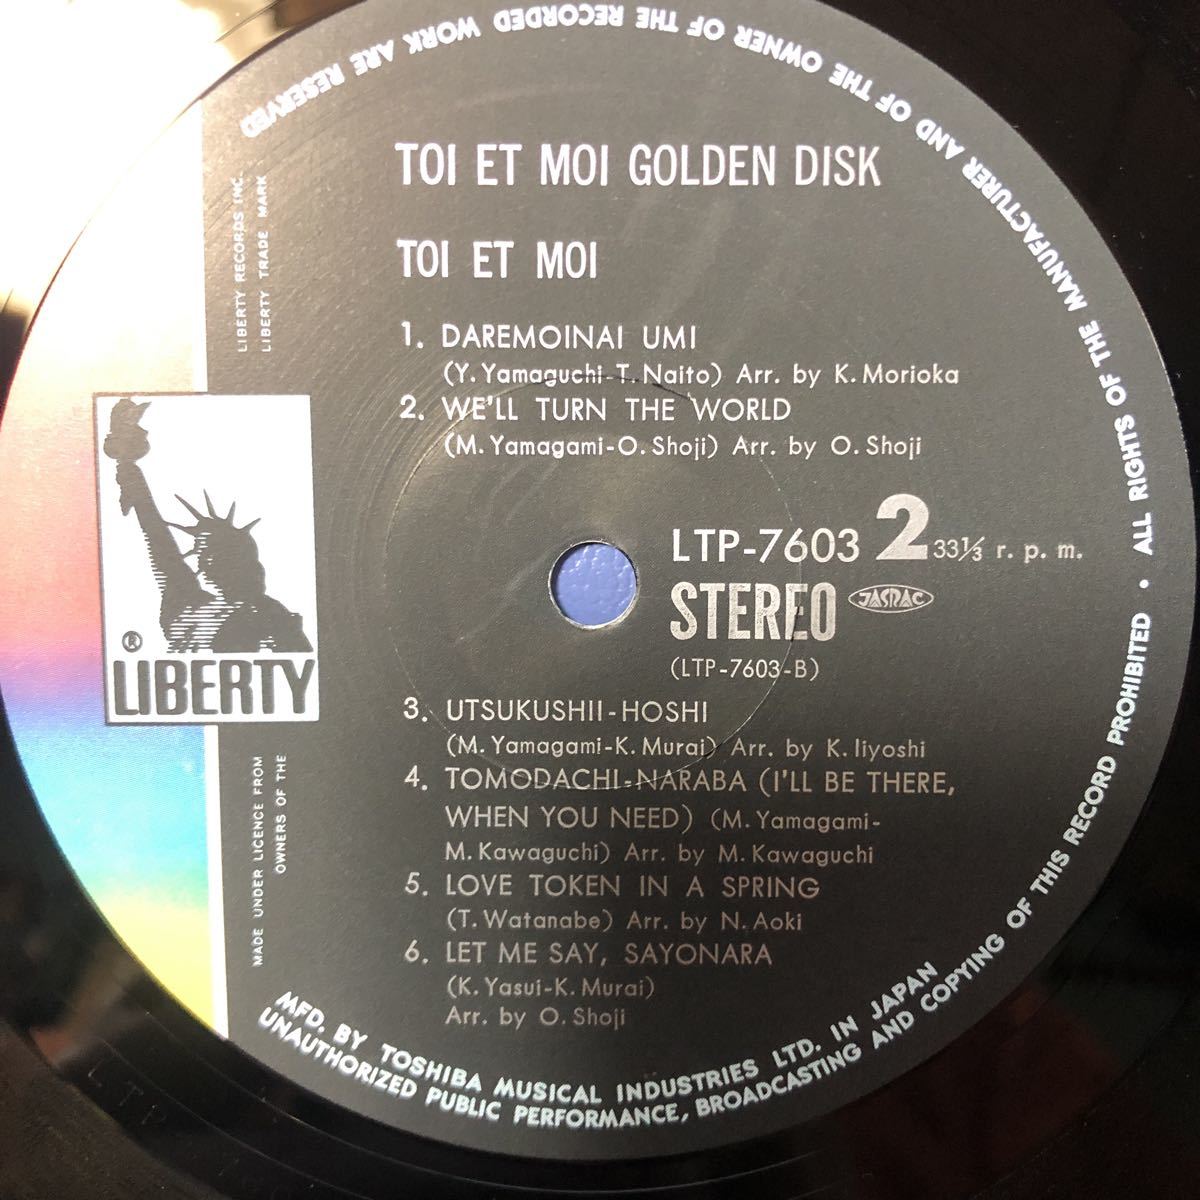 TOI ET MOI GOLDEN DISK
TOI ET MOI
1. DAREMOINAI UMI
(Y. Yamaguchi-T. Naito) Arr. by K. Morioka
2. WE'LL TURN THE WORLD
(M. Yamagami-O. Shoji) Arr. by O. Shoji
LTP-7603 2 33⅓ r. p. m.
STEREO JASRAC
(LTP-7603-B)
3. UTSUKUSHII-HOSHI
(M. Yamagami-K. Murai) Arr. by K. Iiyoshi
4. TOMODACHI-NARABA (I'LL BE THERE,
WHEN YOU NEED) (M. Yamagami-
M. Kawaguchi) Arr. by M. Kawaguchi
5. LOVE TOKEN IN A SPRING
(T. Watanabe) Arr. by N. Aoki
6. LET ME SAY, SAYONARA
(K. Yasui-K. Murai)
Arr. by O. Shoji
LIBERTY RECORDS INC.
LIBERTY TRADE MARK
®
LIBERTY
MADE UNDER LICENCE FROM
OWNERS OF THE
MFD. BY TOSHIBA MUSICAL INDUSTRIES LTD. IN JAPAN
UNAUTHORIZED PUBLIC PERFORMANCE, BROADCASTING AND COPYING OF THIS RECORD PROHIBITED • ALL RIGHTS OF THE MANUFACTURER AND OF THE OWNER OF THE RECORDED WORK ARE RESERVED